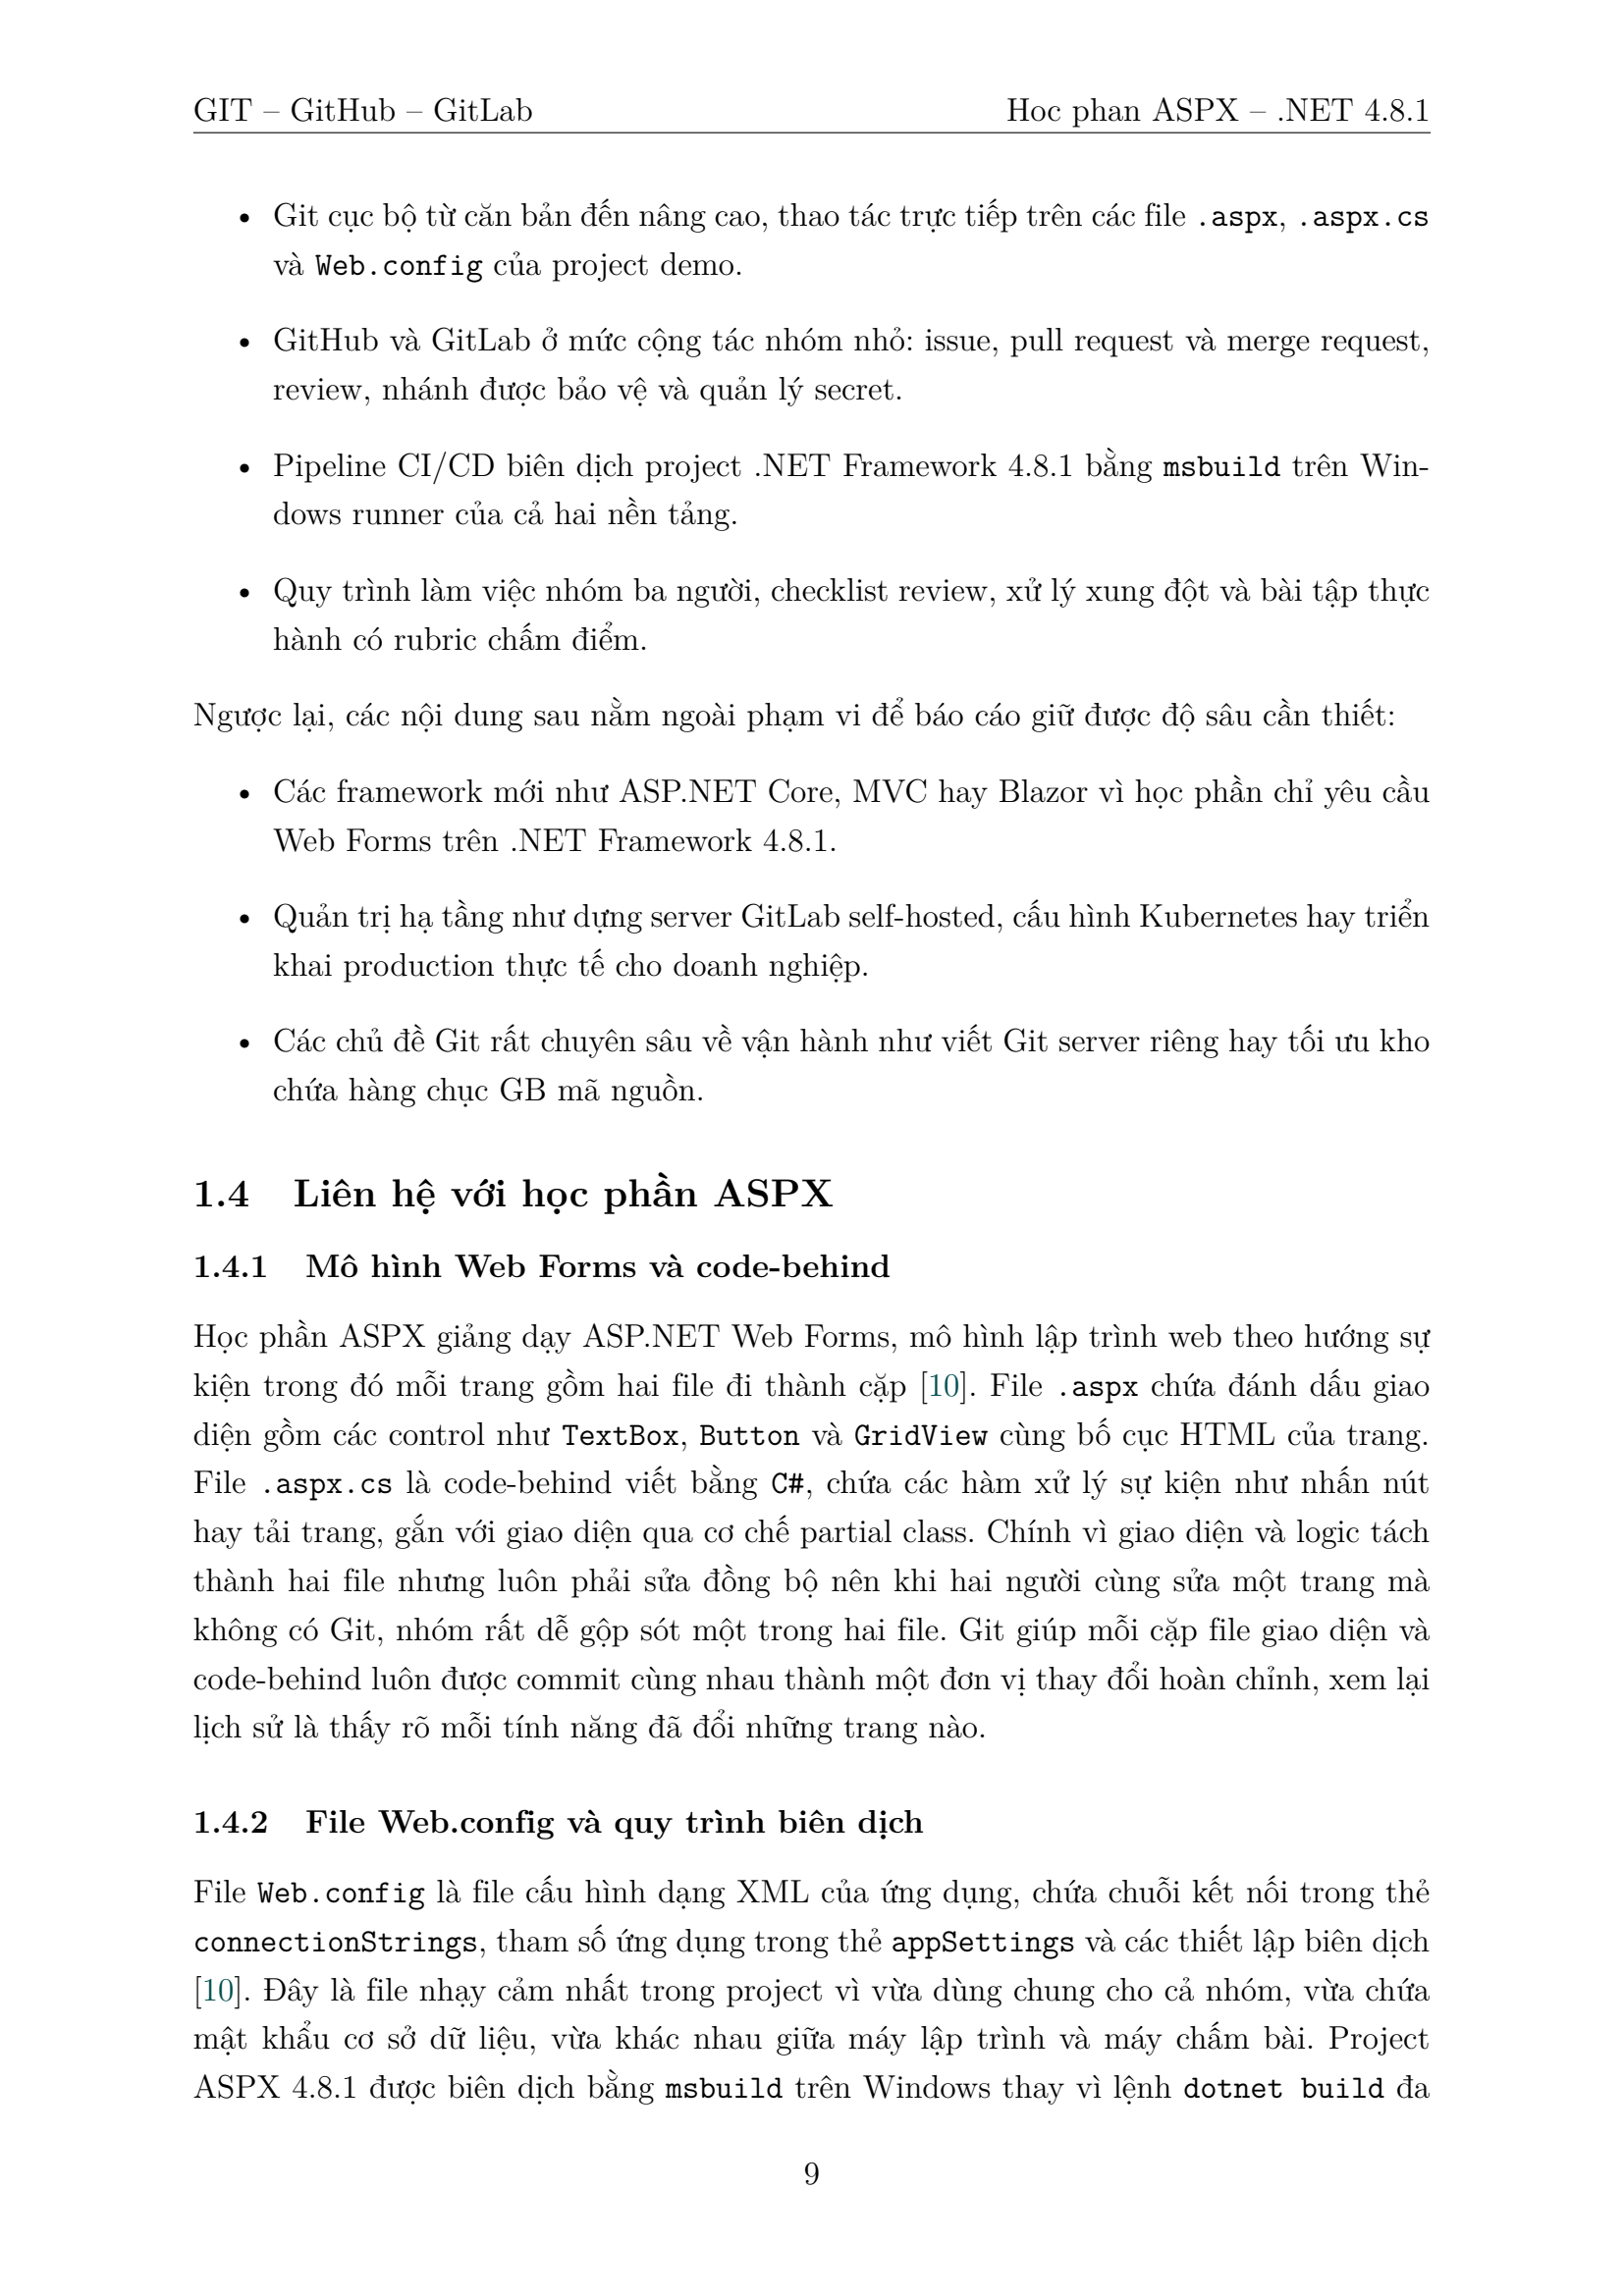 GIT – GitHub – GitLab Hoc phan ASPX – .NET 4.8.1
• Git cục bộ từ căn bản đến nâng cao, thao tác trực tiếp trên các file .aspx, .aspx.cs
và Web.config của project demo.
• GitHub và GitLab ở mức cộng tác nhóm nhỏ: issue, pull request và merge request,
review, nhánh được bảo vệ và quản lý secret.
• Pipeline CI/CD biên dịch project .NET Framework 4.8.1 bằng msbuild trên Win-
dows runner của cả hai nền tảng.
• Quy trình làm việc nhóm ba người, checklist review, xử lý xung đột và bài tập thực
hành có rubric chấm điểm.
Ngược lại, các nội dung sau nằm ngoài phạm vi để báo cáo giữ được độ sâu cần thiết:
• Các framework mới như ASP.NET Core, MVC hay Blazor vì học phần chỉ yêu cầu
Web Forms trên .NET Framework 4.8.1.
• Quản trị hạ tầng như dựng server GitLab self-hosted, cấu hình Kubernetes hay triển
khai production thực tế cho doanh nghiệp.
• Các chủ đề Git rất chuyên sâu về vận hành như viết Git server riêng hay tối ưu kho
chứa hàng chục GB mã nguồn.
1.4 Liên hệ với học phần ASPX
1.4.1 Mô hình Web Forms và code-behind
Học phần ASPX giảng dạy ASP.NET Web Forms, mô hình lập trình web theo hướng sự
kiện trong đó mỗi trang gồm hai file đi thành cặp [10]. File .aspx chứa đánh dấu giao
diện gồm các control như TextBox, Button và GridView cùng bố cục HTML của trang.
File .aspx.cs là code-behind viết bằng C#, chứa các hàm xử lý sự kiện như nhấn nút
hay tải trang, gắn với giao diện qua cơ chế partial class. Chính vì giao diện và logic tách
thành hai file nhưng luôn phải sửa đồng bộ nên khi hai người cùng sửa một trang mà
không có Git, nhóm rất dễ gộp sót một trong hai file. Git giúp mỗi cặp file giao diện và
code-behind luôn được commit cùng nhau thành một đơn vị thay đổi hoàn chỉnh, xem lại
lịch sử là thấy rõ mỗi tính năng đã đổi những trang nào.
1.4.2 File Web.config và quy trình biên dịch
File Web.config là file cấu hình dạng XML của ứng dụng, chứa chuỗi kết nối trong thẻ
connectionStrings, tham số ứng dụng trong thẻ appSettings và các thiết lập biên dịch
[10]. Đây là file nhạy cảm nhất trong project vì vừa dùng chung cho cả nhóm, vừa chứa
mật khẩu cơ sở dữ liệu, vừa khác nhau giữa máy lập trình và máy chấm bài. Project
ASPX 4.8.1 được biên dịch bằng msbuild trên Windows thay vì lệnh dotnet build đa
9